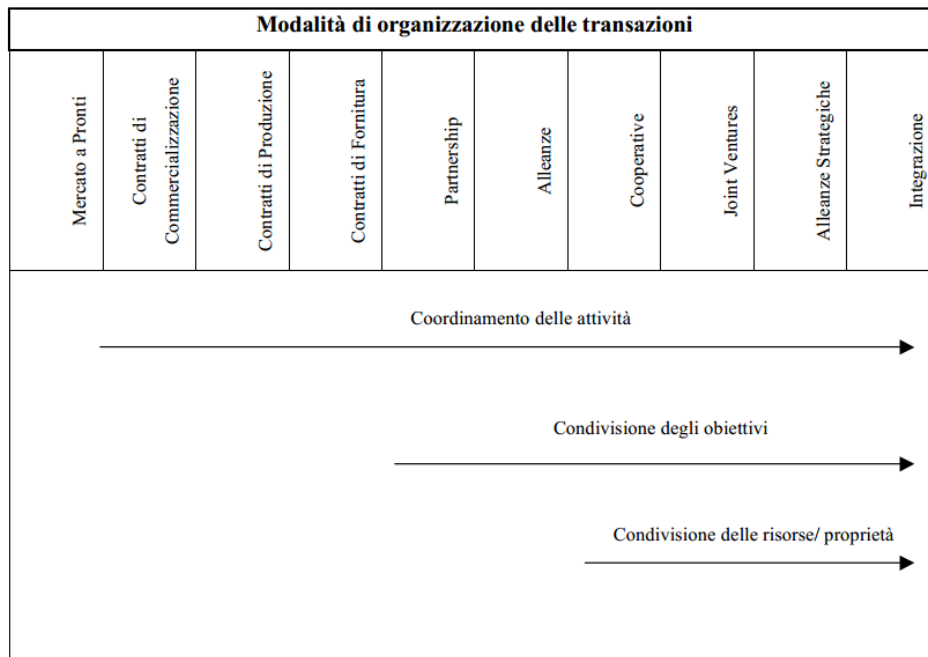 Modalità di organizzazione delle transazioni
Mercato a Pronti
Contratti di
Commercializzazione
Contratti di Produzione
Contratti di Fornitura
Partnership
Alleanze
Cooperative
Joint Ventures
Alleanze Strategiche
Integrazione
Coordinamento delle attività
Condivisione degli obiettivi
Condivisione delle risorse/ proprietà